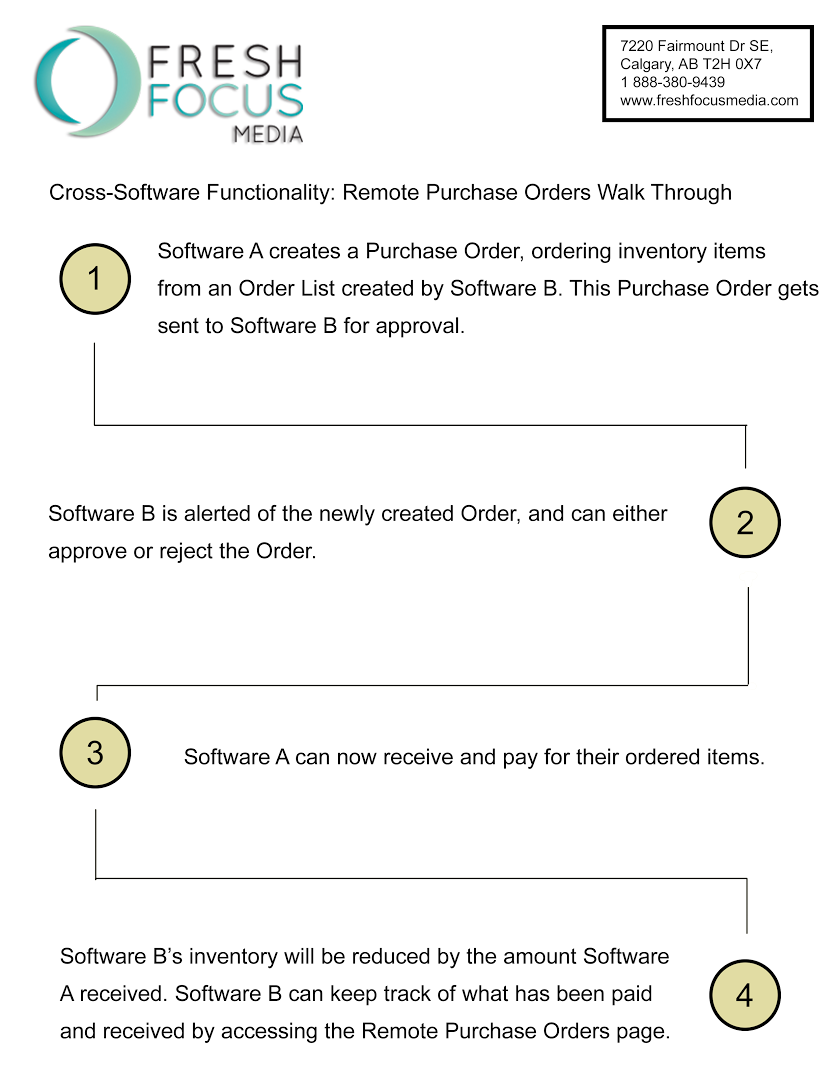 FRESH
FOCUS
MEDIA
7220 Fairmount Dr SE,
Calgary, AB T2H 0X7
1 888-380-9439
www.freshfocusmedia.com
Cross-Software Functionality: Remote Purchase Orders Walk Through
1
Software A creates a Purchase Order, ordering inventory items
from an Order List created by Software B. This Purchase Order gets
sent to Software B for approval.
Software B is alerted of the newly created Order, and can either
approve or reject the Order.
2
3
Software A can now receive and pay for their ordered items.
Software B’s inventory will be reduced by the amount Software
A received. Software B can keep track of what has been paid
and received by accessing the Remote Purchase Orders page.
4